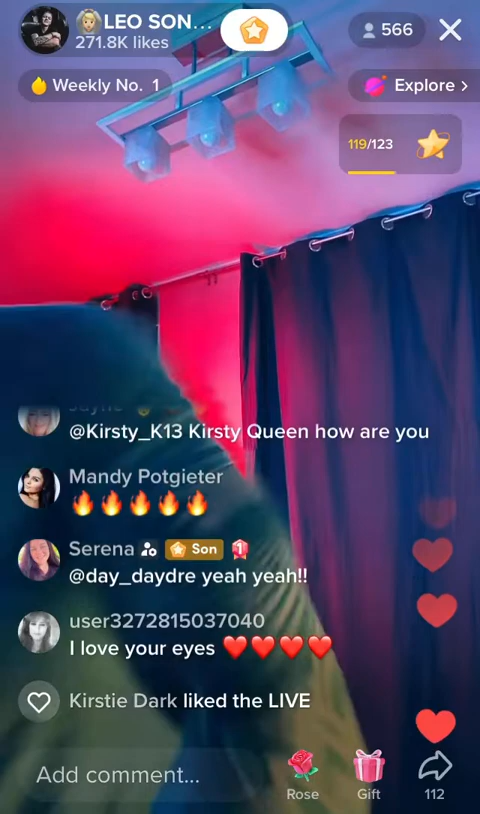 LEO SON...
271.8K likes
566
Weekly No. 1
Explore >
119/123
@Kirsty_K13 Kirsty Queen how are you
Mandy Potgieter
🔥🔥🔥🔥🔥
Serena Son 1
@day_daydre yeah yeah!!
user3272815037040
I love your eyes ❤️❤️❤️❤️
Kirstie Dark liked the LIVE
Add comment...
Rose
Gift
112